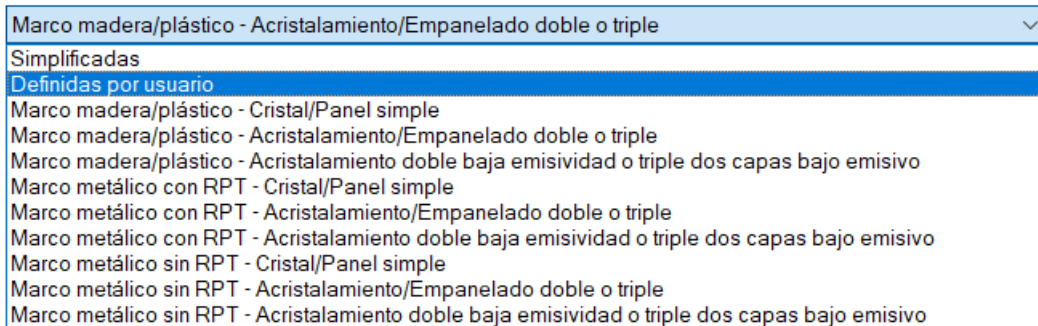 Marco madera/plástico - Acristalamiento/Empanelado doble o triple
Simplificadas
Definidas por usuario
Marco madera/plástico - Cristal/Panel simple
Marco madera/plástico - Acristalamiento/Empanelado doble o triple
Marco madera/plástico - Acristalamiento doble baja emisividad o triple dos capas bajo emisivo
Marco metálico con RPT - Cristal/Panel simple
Marco metálico con RPT - Acristalamiento/Empanelado doble o triple
Marco metálico con RPT - Acristalamiento doble baja emisividad o triple dos capas bajo emisivo
Marco metálico sin RPT - Cristal/Panel simple
Marco metálico sin RPT - Acristalamiento/Empanelado doble o triple
Marco metálico sin RPT - Acristalamiento doble baja emisividad o triple dos capas bajo emisivo